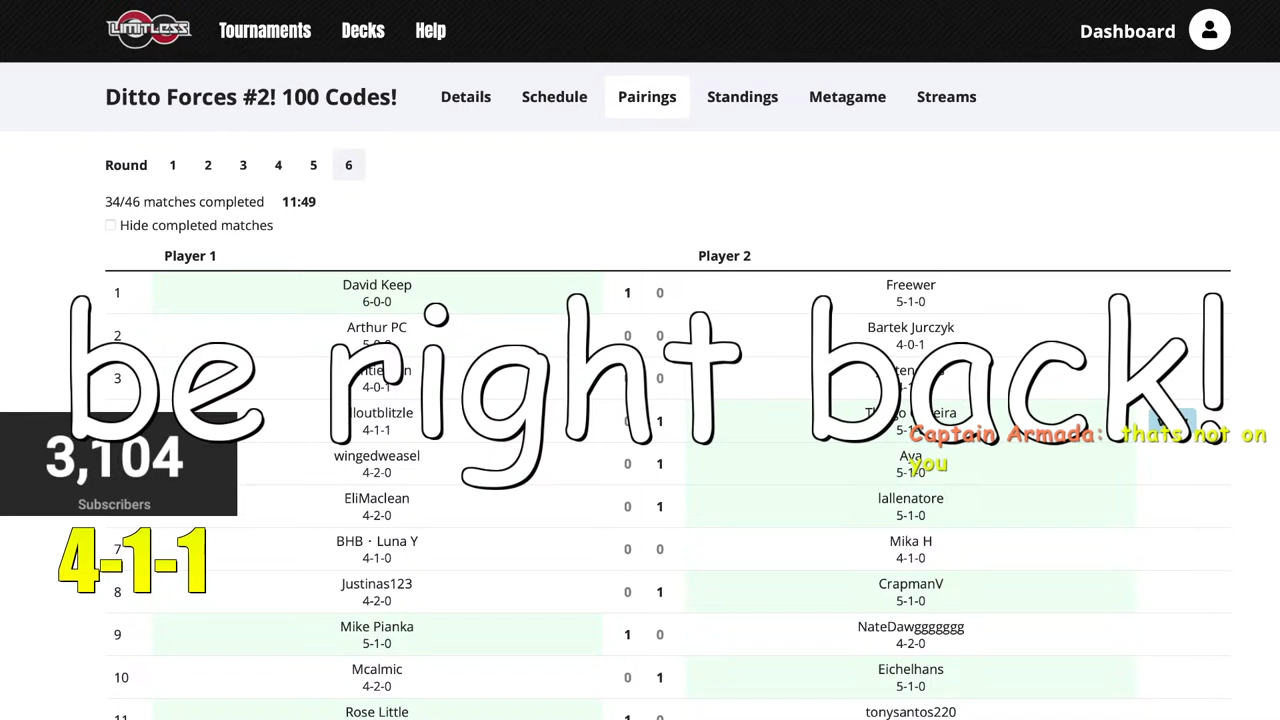 LIMITLESS Tournaments Decks Help Dashboard
Ditto Forces #2! 100 Codes! Details Schedule Pairings Standings Metagame Streams
Round 1 2 3 4 5 6
34/46 matches completed 11:49
Hide completed matches
Player 1 Player 2
1 David Keep 1 0 Freewer
6-0-0 5-1-0
be right back!
2 Arthur PC 0 0 Bartek Jurczyk
4-0-1
3 0
4-0-1
lloutblitzle 1
4-1-1
Captain Armada: thats not on
you
3,104
Subscribers
4-1-1
wingedweasel 0 1 Ava
4-2-0
EliMaclean 0 1 lallenatore
4-2-0 5-1-0
7 BHB · Luna Y 0 0 Mika H
4-1-0 4-1-0
8 Justinas123 0 1 CrapmanV
4-2-0 5-1-0
9 Mike Pianka 1 0 NateDawggggggg
5-1-0 4-2-0
10 Mcalmic 0 1 Eichelhans
4-2-0 5-1-0
11 Rose Little 1 0 tonysantos220